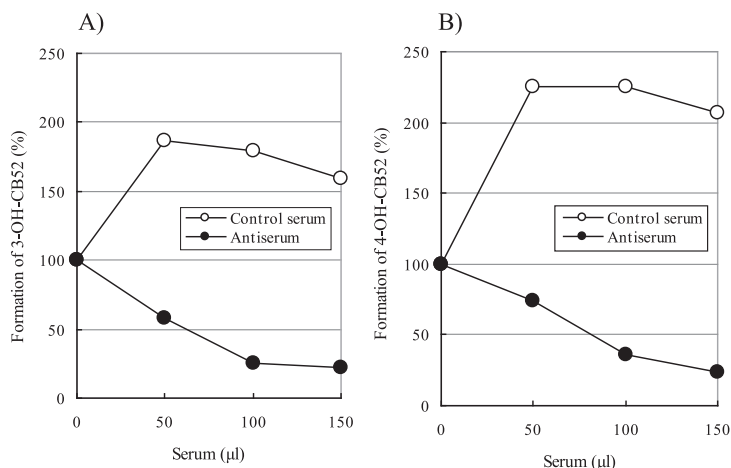 A)
Formation of 3-OH-CB52 (%)
250
200
150
100
50
0
Control serum
Antiserum
0 50 100 150
Serum (μl)
B)
Formation of 4-OH-CB52 (%)
250
200
150
100
50
0
Control serum
Antiserum
0 50 100 150
Serum (μl)